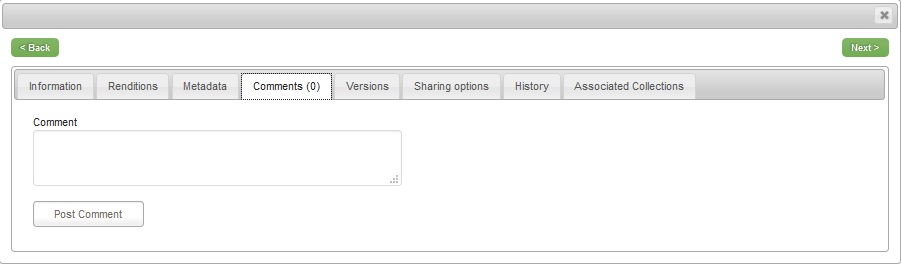 < Back
Next >
Information Renditions Metadata Comments (0) Versions Sharing options History Associated Collections
Comment
Post Comment